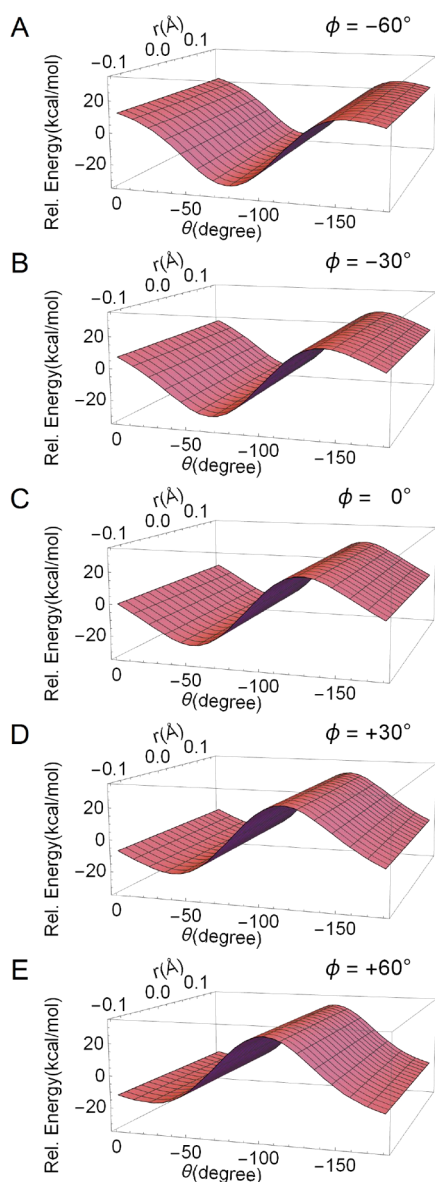 A
ϕ = −60°
r(Å)
−0.1 0.0 0.1
Rel. Energy(kcal/mol)
20
0
−20
0 −50 −100 −150
θ(degree)
B
ϕ = −30°
r(Å)
−0.1 0.0 0.1
Rel. Energy(kcal/mol)
20
0
−20
0 −50 −100 −150
θ(degree)
C
ϕ = 0°
r(Å)
−0.1 0.0 0.1
Rel. Energy(kcal/mol)
20
0
−20
0 −50 −100 −150
θ(degree)
D
ϕ = +30°
r(Å)
−0.1 0.0 0.1
Rel. Energy(kcal/mol)
20
0
−20
0 −50 −100 −150
θ(degree)
E
ϕ = +60°
r(Å)
−0.1 0.0 0.1
Rel. Energy(kcal/mol)
20
0
−20
0 −50 −100 −150
θ(degree)